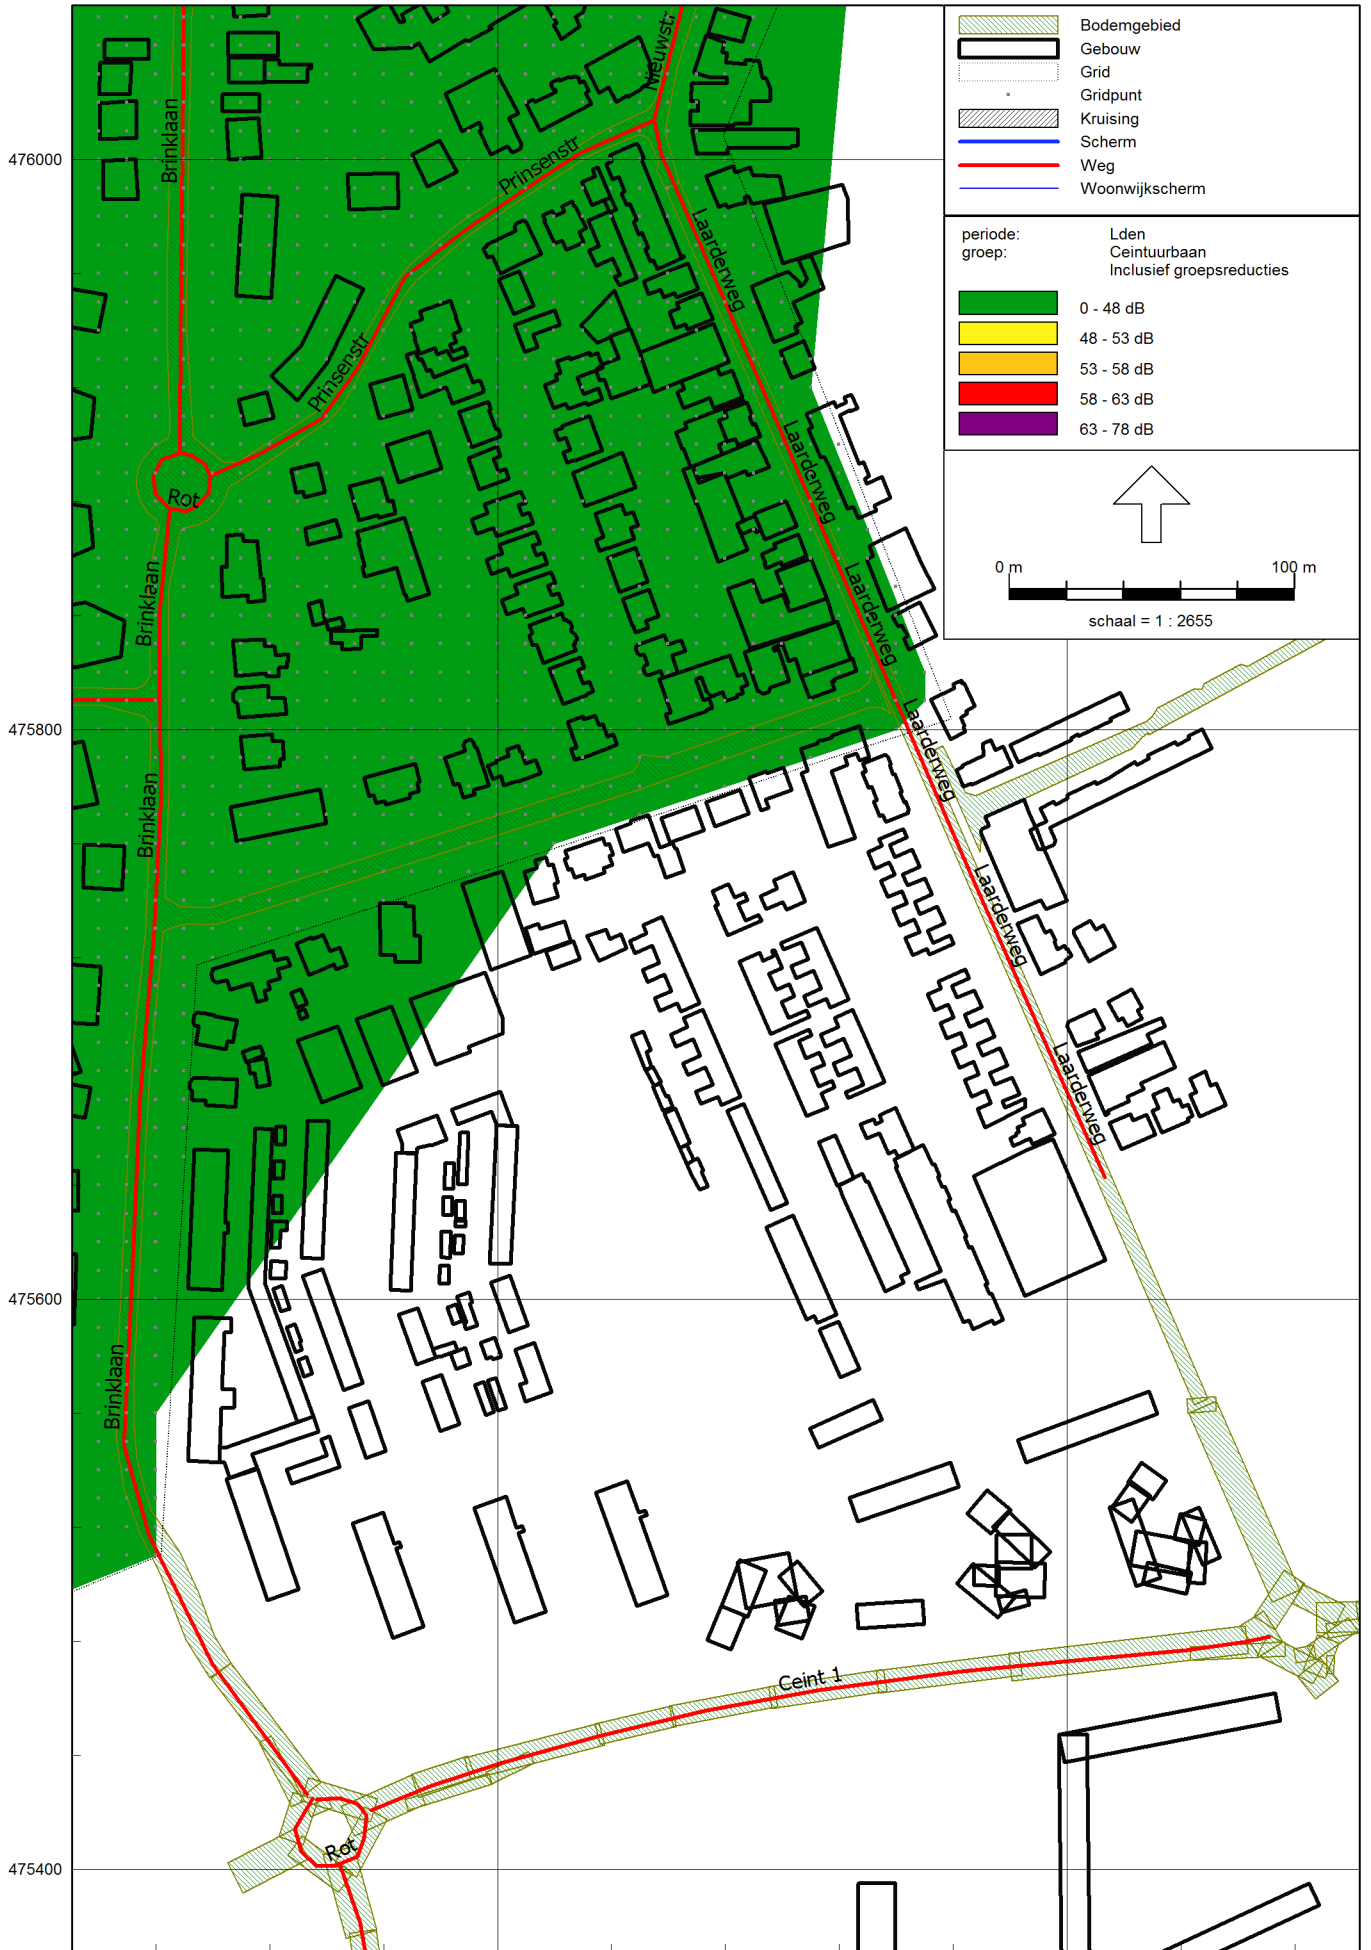 Bodemgebied
Gebouw
Grid
Gridpunt
Kruising
Scherm
Weg
Woonwijkscherm
periode: Lden
groep: Ceintuurbaan
Inclusief groepsreducties
0 - 48 dB
48 - 53 dB
53 - 58 dB
58 - 63 dB
63 - 78 dB
0 m 100 m
schaal = 1 : 2655
Nieuwstr
Brinklaan
476000
Prinsenstr
Laarderweg
Prinsenstr
Laarderweg
Rot
Brinklaan
Laarderweg
475800
Laarderweg
Brinklaan
Laarderweg
Laarderweg
475600
Brinklaan
Ceint 1
Rot
475400